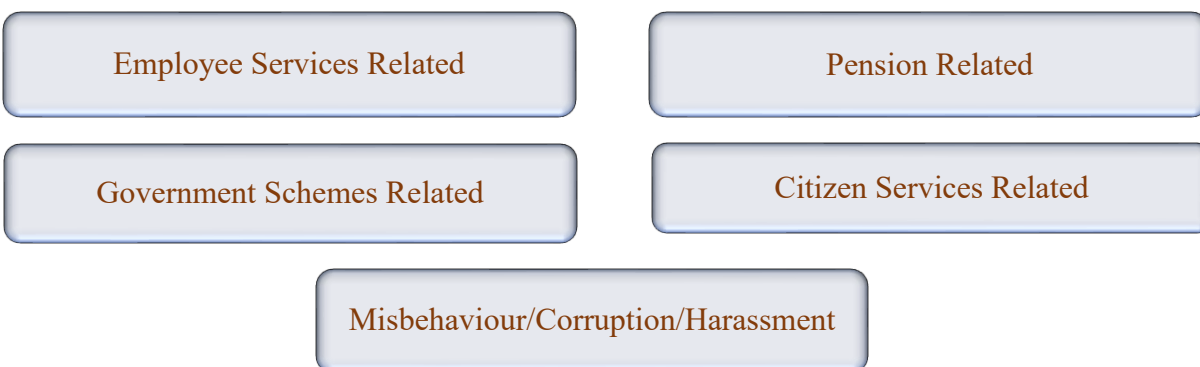 Employee Services Related
Pension Related
Government Schemes Related
Citizen Services Related
Misbehaviour/Corruption/Harassment